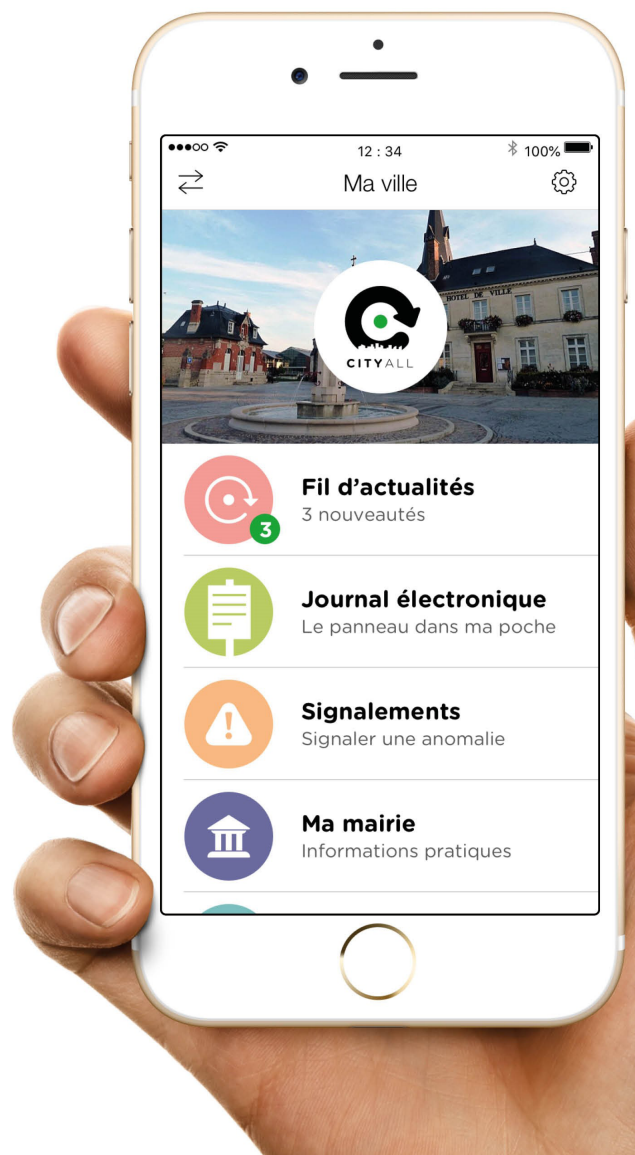 12 : 34
100%
Ma ville
HOTEL DE VILLE
CITYALL
Fil d’actualités
3 nouveautés
3
Journal électronique
Le panneau dans ma poche
Signalements
Signaler une anomalie
Ma mairie
Informations pratiques